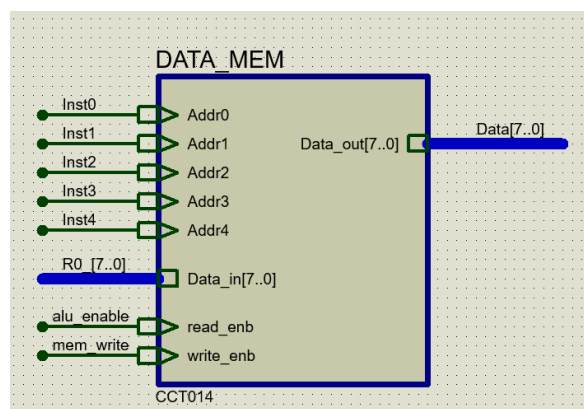 DATA_MEM
Inst0
Addr0
Inst1
Addr1
Data_out[7..0]
Data[7..0]
Inst2
Addr2
Inst3
Addr3
Inst4
Addr4
R0_[7..0]
Data_in[7..0]
alu_enable
read_enb
mem_write
write_enb
CCT014